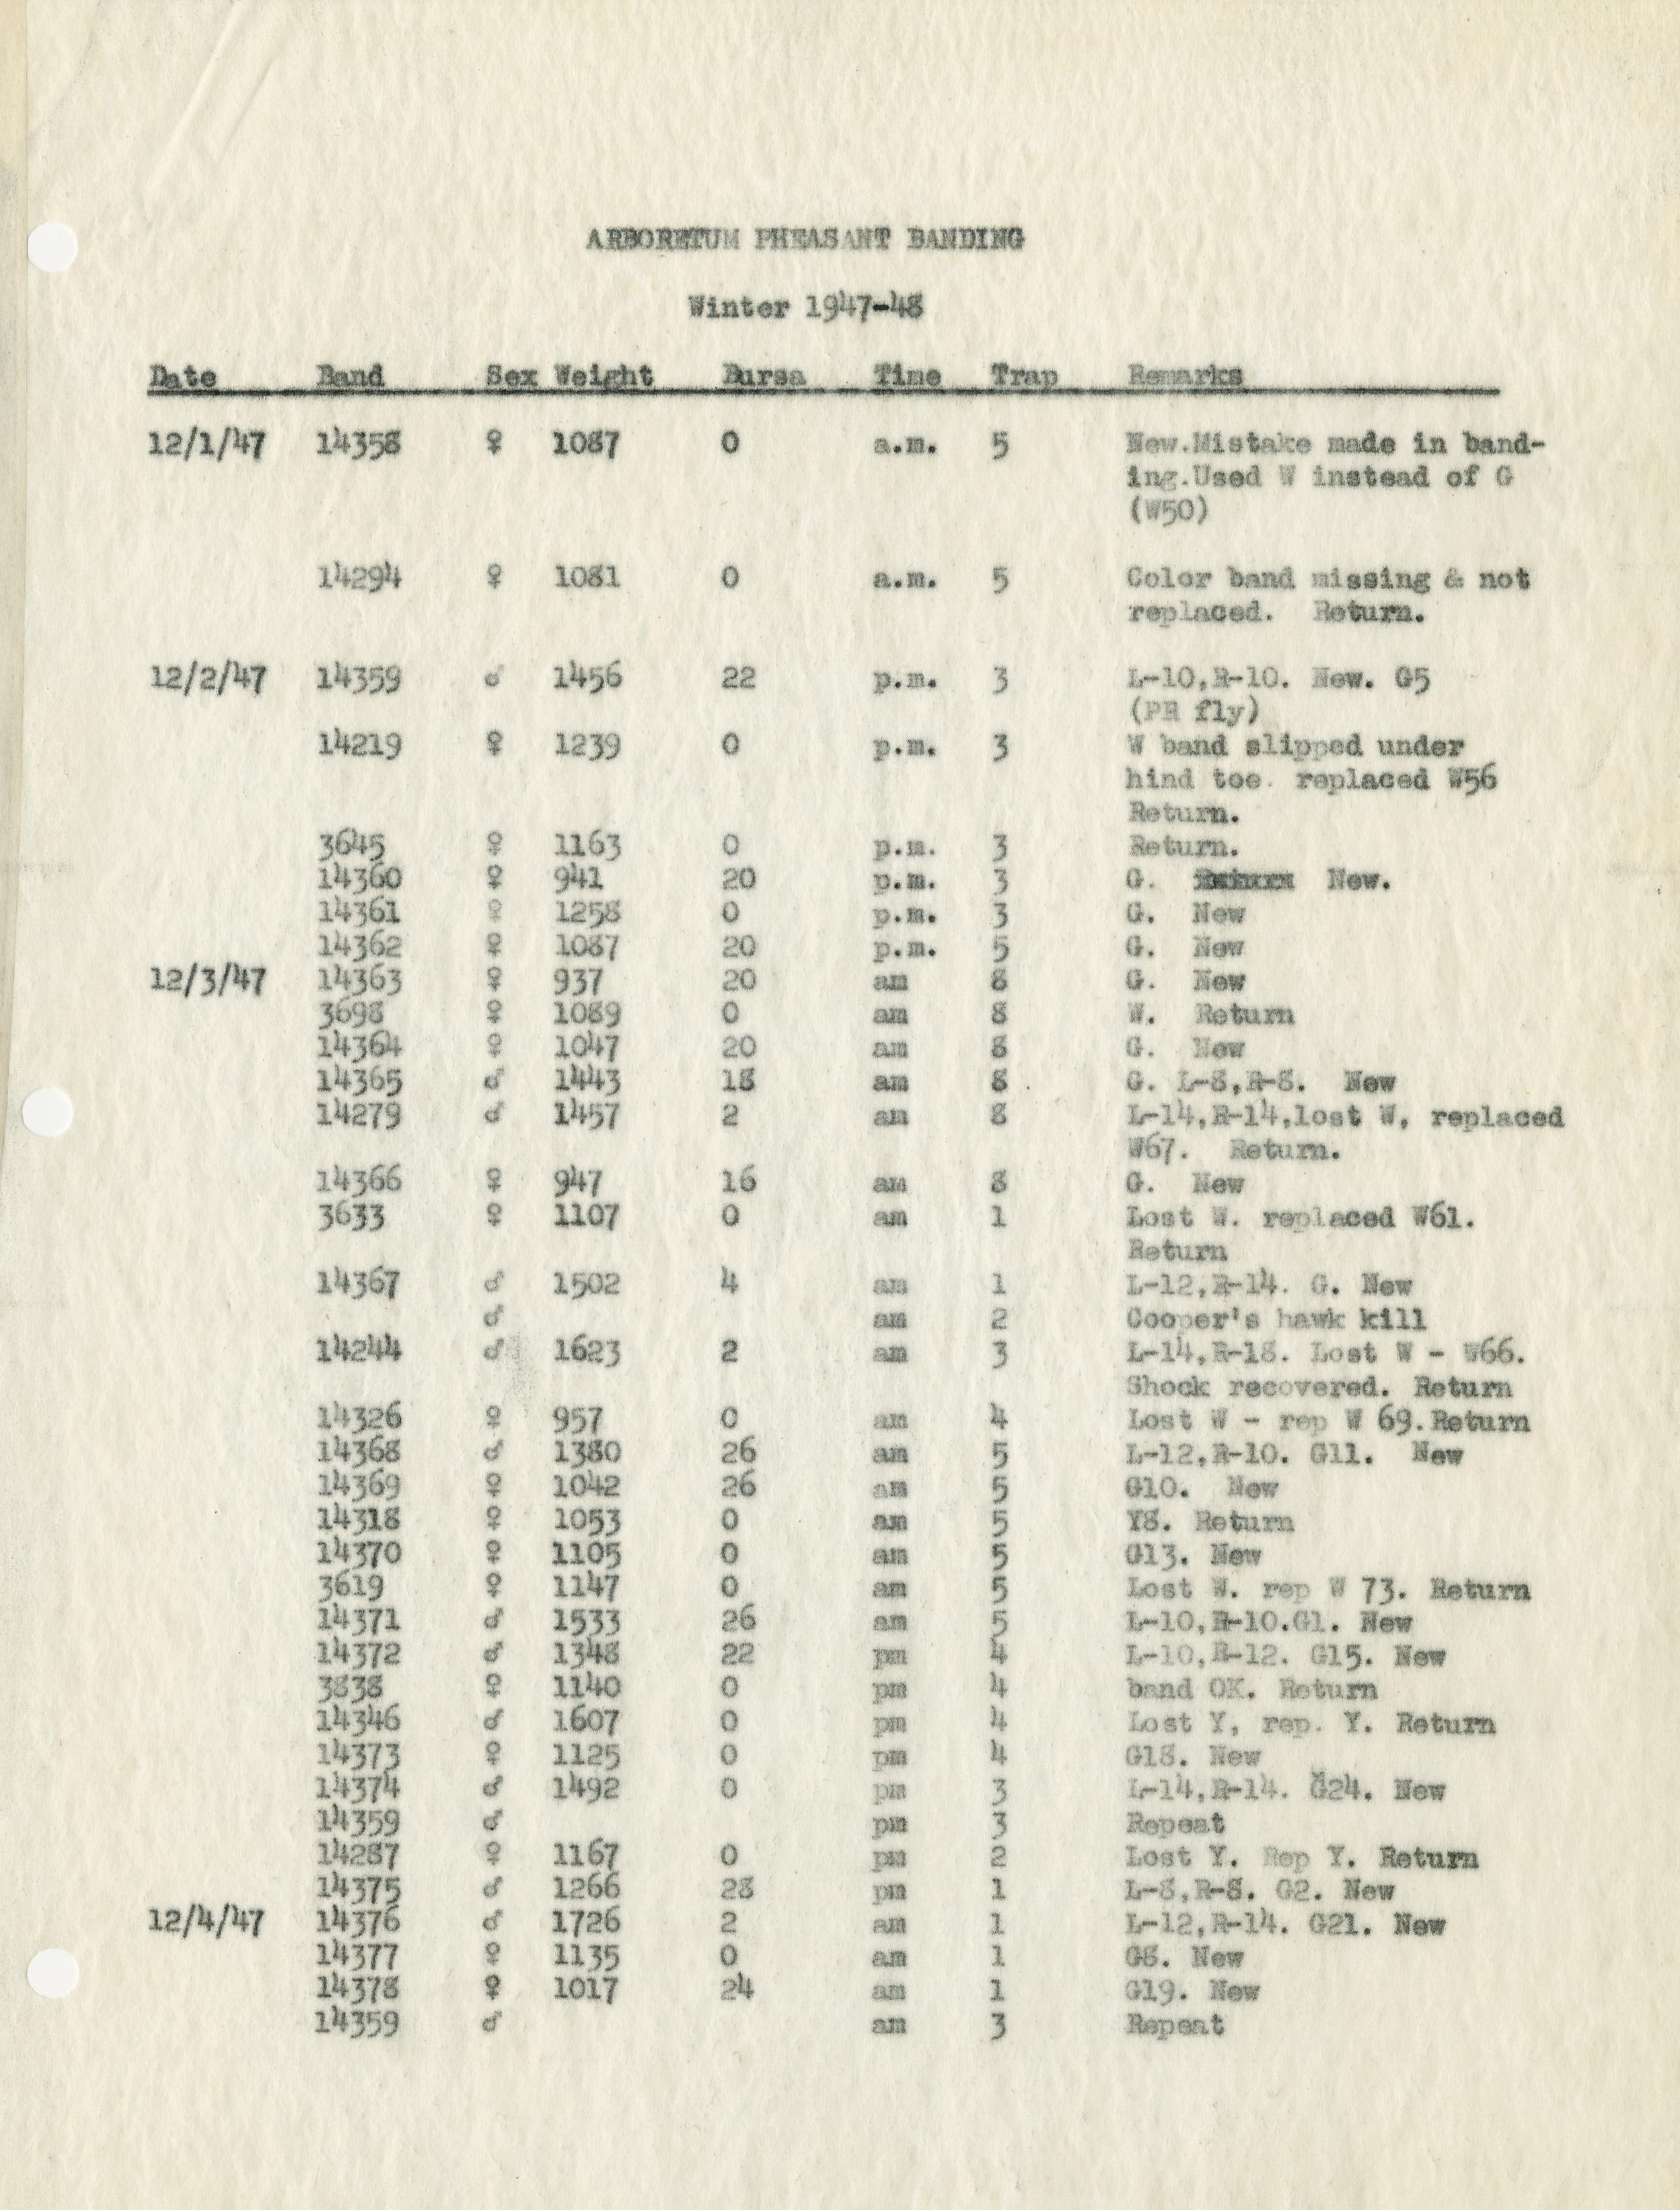 ARBORETUM PHEASANT BANDING
Winter 1947-48
Date Band Sex Weight Bursa Time Trap Remarks
12/1/47 14358 ♀ 1087 0 a.m. 5 New.Mistake made in band-
ing.Used W instead of G
(W50)
14294 ♀ 1081 0 a.m. 5 Color band missing & not
replaced. Return.
12/2/47 14359 ♂ 1456 22 p.m. 3 L-10,R-10. New. G5
(PR fly)
14219 ♀ 1239 0 p.m. 3 W band slipped under
hind toe. replaced W56
Return.
3645 ♀ 1163 0 p.m. 3 Return.
14360 ♀ 941 20 p.m. 3 G. New.
14361 ♀ 1258 0 p.m. 3 G. New
14362 ♀ 1087 20 p.m. 5 G. New
12/3/47 14363 ♀ 937 20 am 8 G. New
3698 ♀ 1089 0 am 8 W. Return
14364 ♀ 1047 20 am 8 G. New
14365 ♂ 1443 18 am 8 G. L-8,R-8. New
14279 ♂ 1457 2 am 8 L-14,R-14,lost W, replaced
W67. Return.
14366 ♀ 947 16 am 8 G. New
3633 ♀ 1107 0 am 1 Lost W. replaced W61.
Return
14367 ♂ 1502 4 am 1 L-12,R-14. G. New
♂ am 2 Cooper's hawk kill
14244 ♂ 1623 2 am 3 L-14,R-18. Lost W - W66.
Shock recovered. Return
14326 ♀ 957 0 am 4 Lost W - rep W 69.Return
14368 ♂ 1380 26 am 5 L-12,R-10. G11. New
14369 ♀ 1042 26 am 5 G10. New
14318 ♀ 1053 0 am 5 Y8. Return
14370 ♀ 1105 0 am 5 G13. New
3619 ♀ 1147 0 am 5 Lost W. rep W 73. Return
14371 ♂ 1533 26 am 5 L-10,R-10.G1. New
14372 ♂ 1348 22 pm 4 L-10,R-12. G15. New
3838 ♀ 1140 0 pm 4 band OK. Return
14346 ♂ 1607 0 pm 4 Lost Y, rep. Y. Return
14373 ♀ 1125 0 pm 4 G18. New
14374 ♂ 1492 0 pm 3 L-14,R-14. G24. New
14359 ♂ pm 3 Repeat
14287 ♀ 1167 0 pm 2 Lost Y. Rep Y. Return
14375 ♂ 1266 28 pm 1 L-8,R-8. G2. New
12/4/47 14376 ♂ 1726 2 am 1 L-12,R-14. G21. New
14377 ♀ 1135 0 am 1 G8. New
14378 ♀ 1017 24 am 1 G19. New
14359 ♂ am 3 Repeat